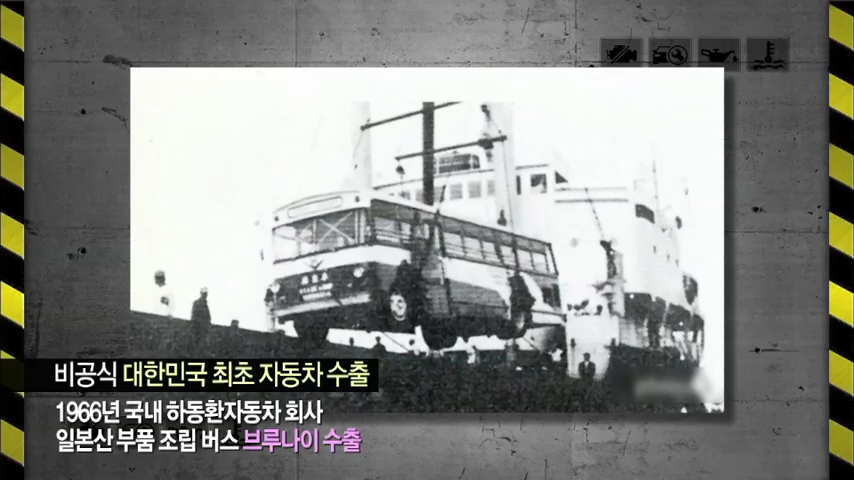 비공식 대한민국 최초 자동차 수출
1966년 국내 하동환자동차 회사
일본산 부품 조립 버스 브루나이 수출